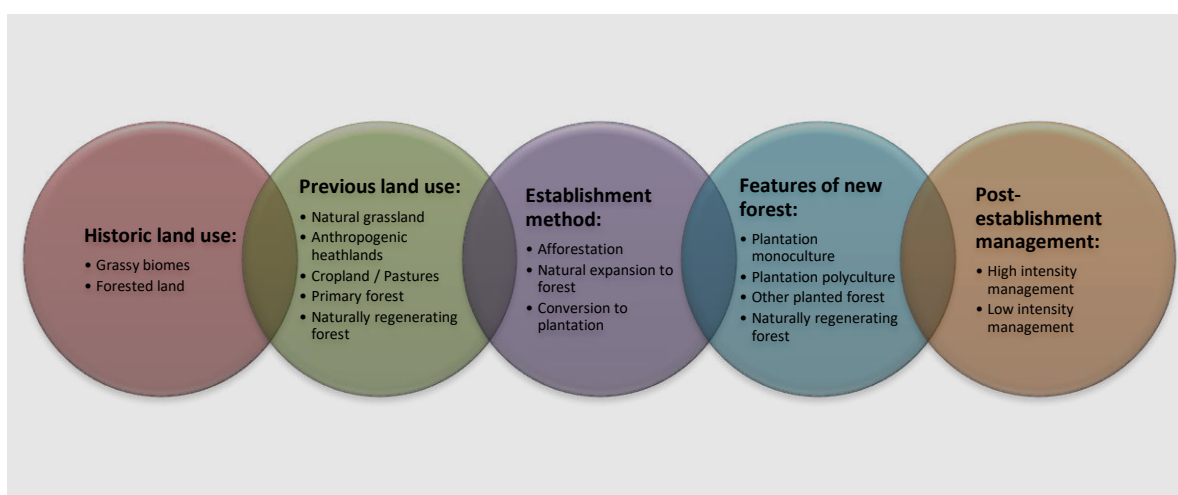 Historic land use:
• Grassy biomes
• Forested land
Previous land use:
• Natural grassland
• Anthropogenic
heathlands
• Cropland / Pastures
• Primary forest
• Naturally regenerating
forest
Establishment
method:
• Afforestation
• Natural expansion to
forest
• Conversion to
plantation
Features of new
forest:
• Plantation
monoculture
• Plantation polyculture
• Other planted forest
• Naturally regenerating
forest
Post-
establishment
management:
• High intensity
management
• Low intensity
management